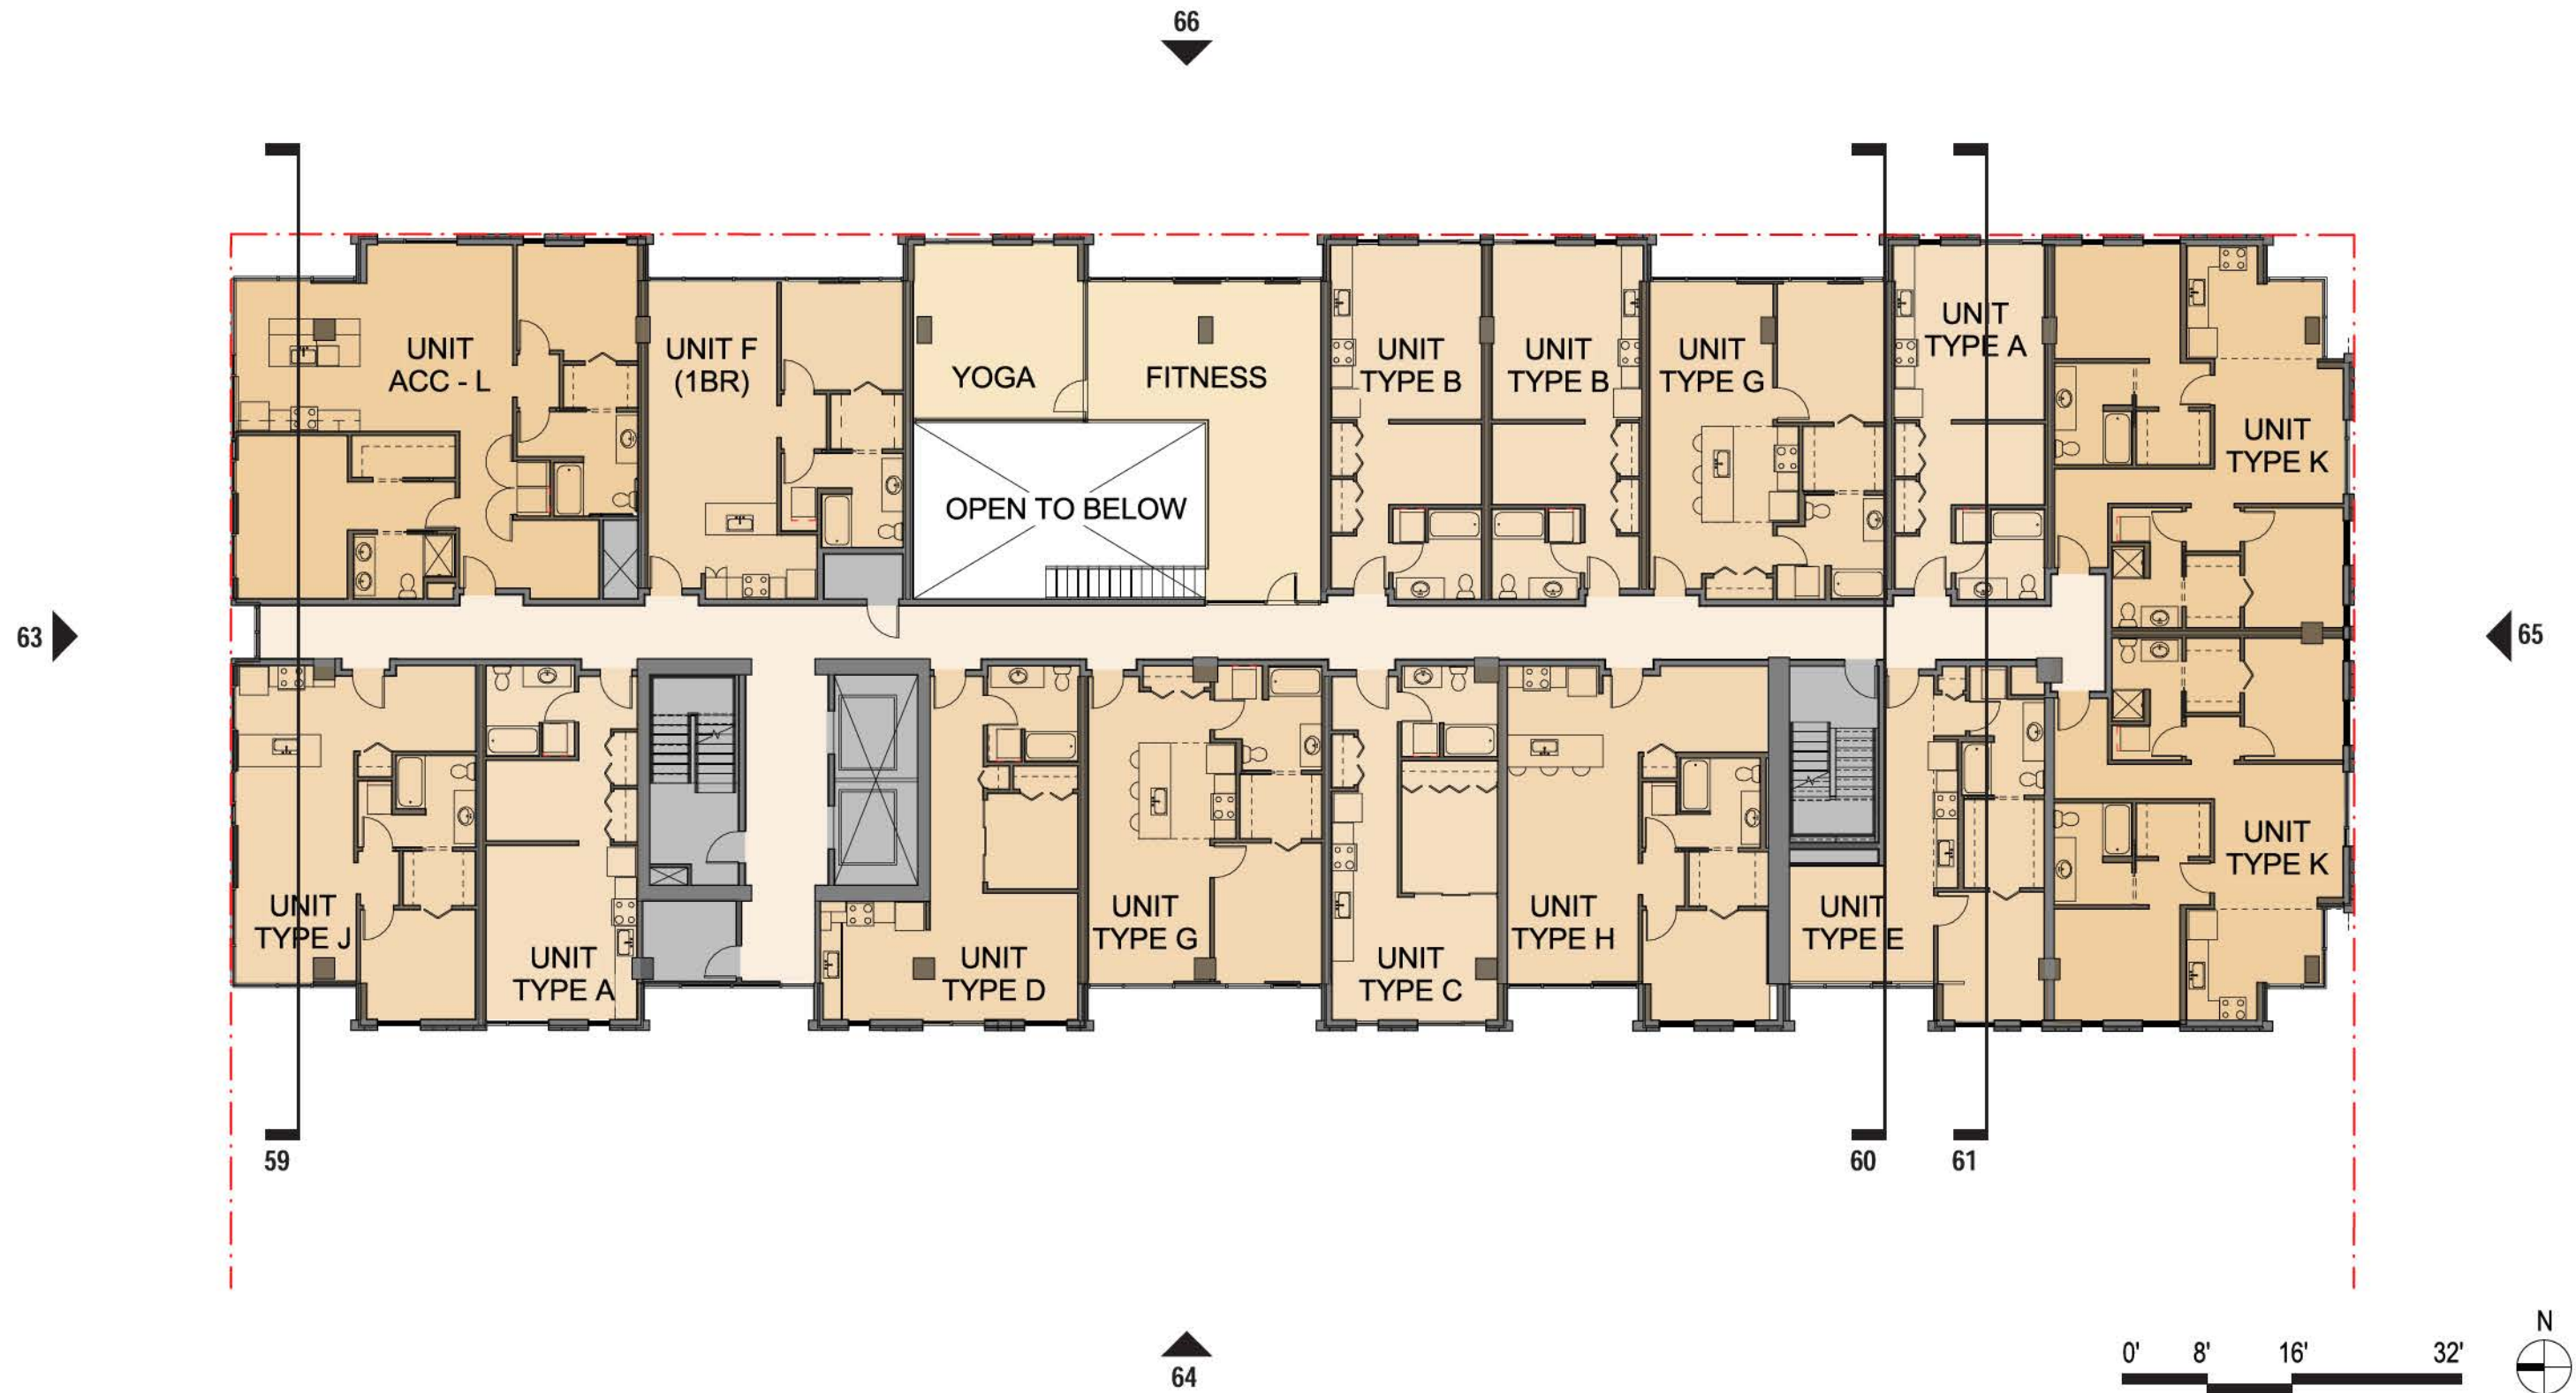 66
UNIT
ACC - L
UNIT F
(1BR)
YOGA
FITNESS
OPEN TO BELOW
UNIT
TYPE B
UNIT
TYPE B
UNIT
TYPE G
UNIT
TYPE A
UNIT
TYPE K
63
65
UNIT
TYPE J
UNIT
TYPE A
UNIT
TYPE D
UNIT
TYPE G
UNIT
TYPE C
UNIT
TYPE H
UNIT
TYPE E
UNIT
TYPE K
59
60
61
64
0' 8' 16' 32'
N